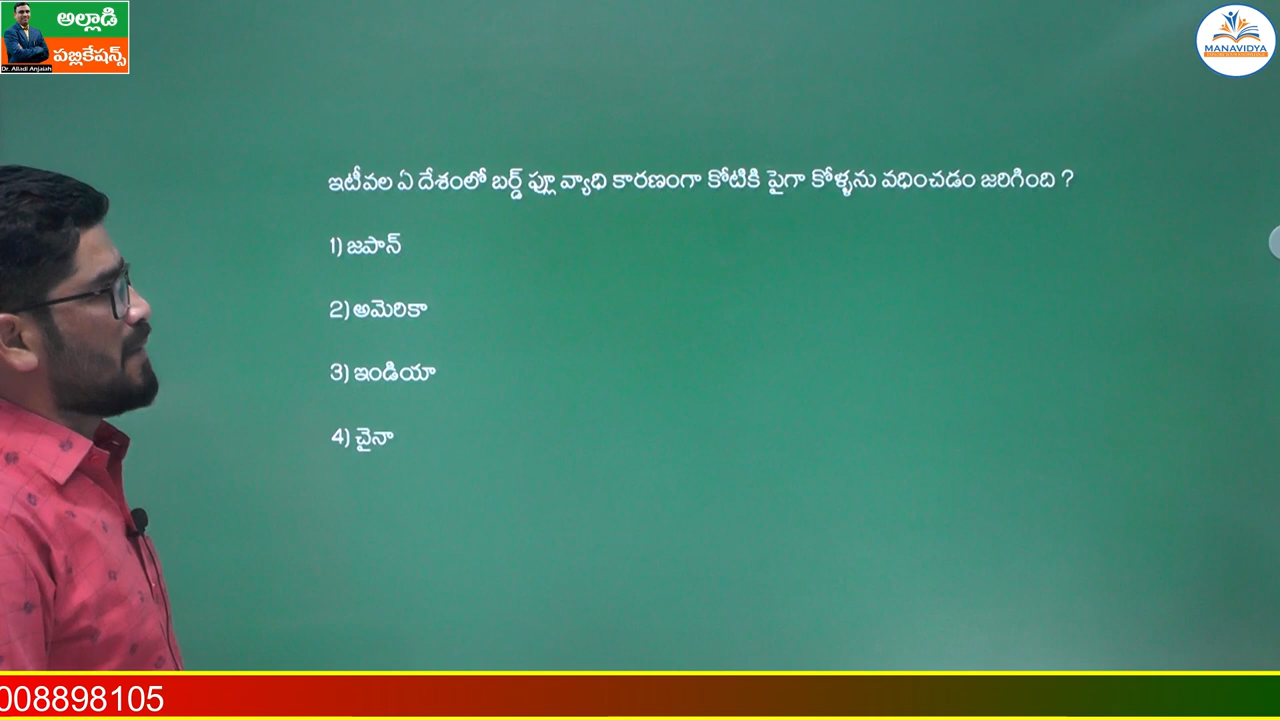 అల్లాడి
పబ్లికేషన్స్
Dr. Alladi Anjaiah
MANAVIDYA
ఇటీవల ఏ దేశంలో బర్డ్ ఫ్లూ వ్యాధి కారణంగా కోటికి పైగా కోళ్ళను వధించడం జరిగింది ?
1) జపాన్
2) అమెరికా
3) ఇండియా
4) చైనా
008898105